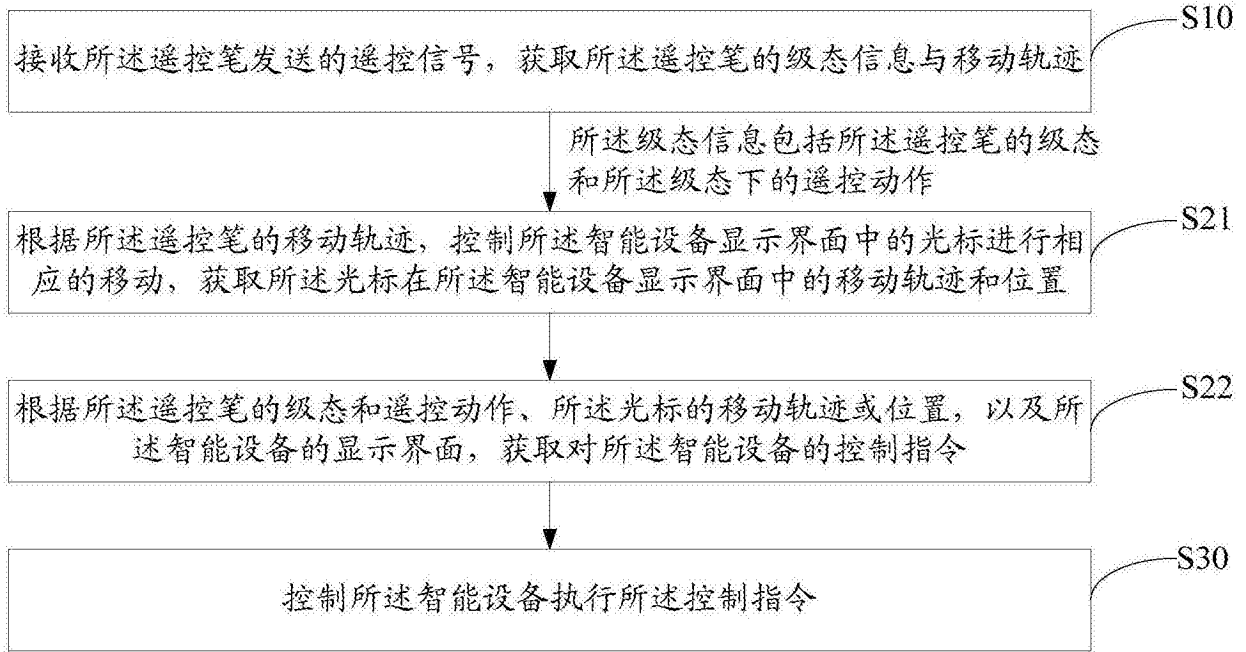 S10
接收所述遥控笔发送的遥控信号，获取所述遥控笔的级态信息与移动轨迹
所述级态信息包括所述遥控笔的级态
和所述级态下的遥控动作
S21
根据所述遥控笔的移动轨迹，控制所述智能设备显示界面中的光标进行相
应的移动，获取所述光标在所述智能设备显示界面中的移动轨迹和位置
S22
根据所述遥控笔的级态和遥控动作、所述光标的移动轨迹或位置，以及所
述智能设备的显示界面，获取对所述智能设备的控制指令
S30
控制所述智能设备执行所述控制指令